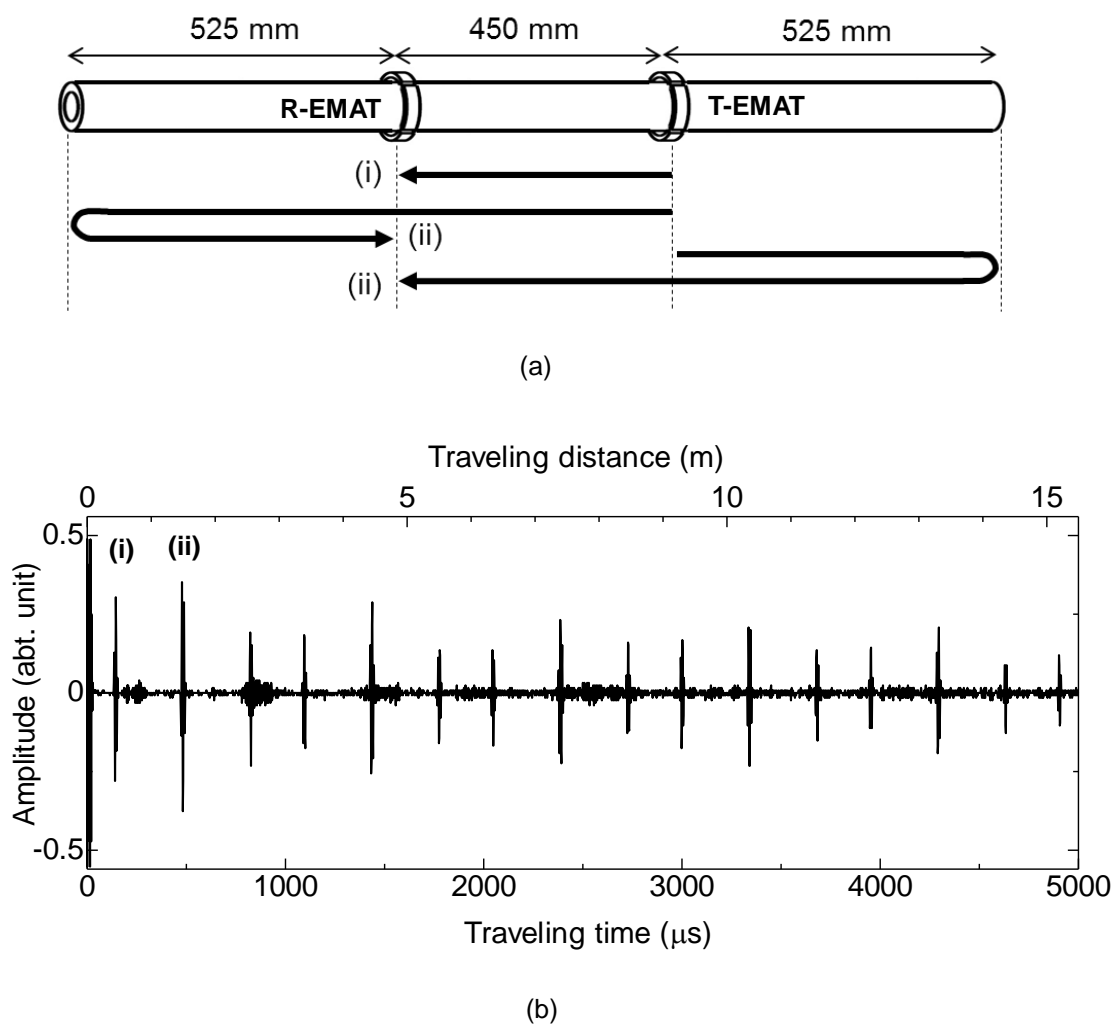 525 mm 450 mm 525 mm
R-EMAT T-EMAT
(i)
(ii)
(ii)
(a)
Traveling distance (m)
0 5 10 15
0.5
(i) (ii)
0
-0.5
Amplitude (abt. unit)
0 1000 2000 3000 4000 5000
Traveling time (μs)
(b)